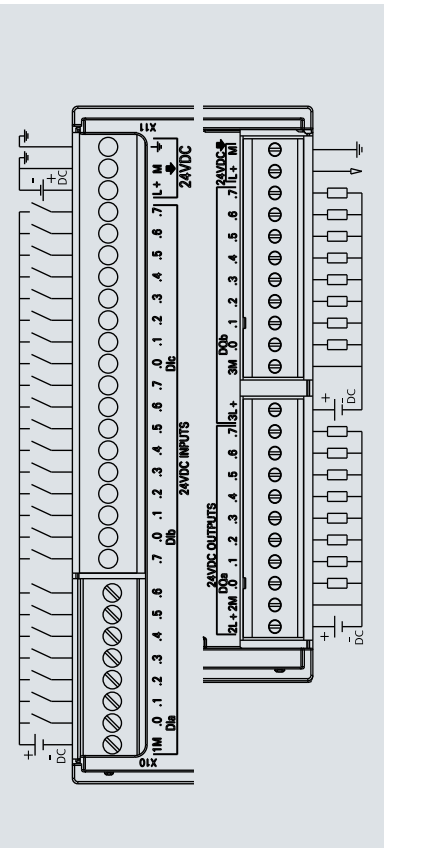 X10
1M .0 .1 .2 .3 .4 .5 .6 .7 .0 .1 .2 .3 .4 .5 .6 .7 .0 .1 .2 .3 .4 .5 .6 .7 L+ M
X11
DIa
DIb
DIc
24VDC INPUTS
24VDC
+ -
DC
- +
DC
24VDC OUTPUTS
24VDC
DQa
DQb
2L+ 2M .0 .1 .2 .3 .4 .5 .6 .7 3L+ 3M .0 .1 .2 .3 .4 .5 .6 .7 L+ M
+ -
DC
+ -
DC